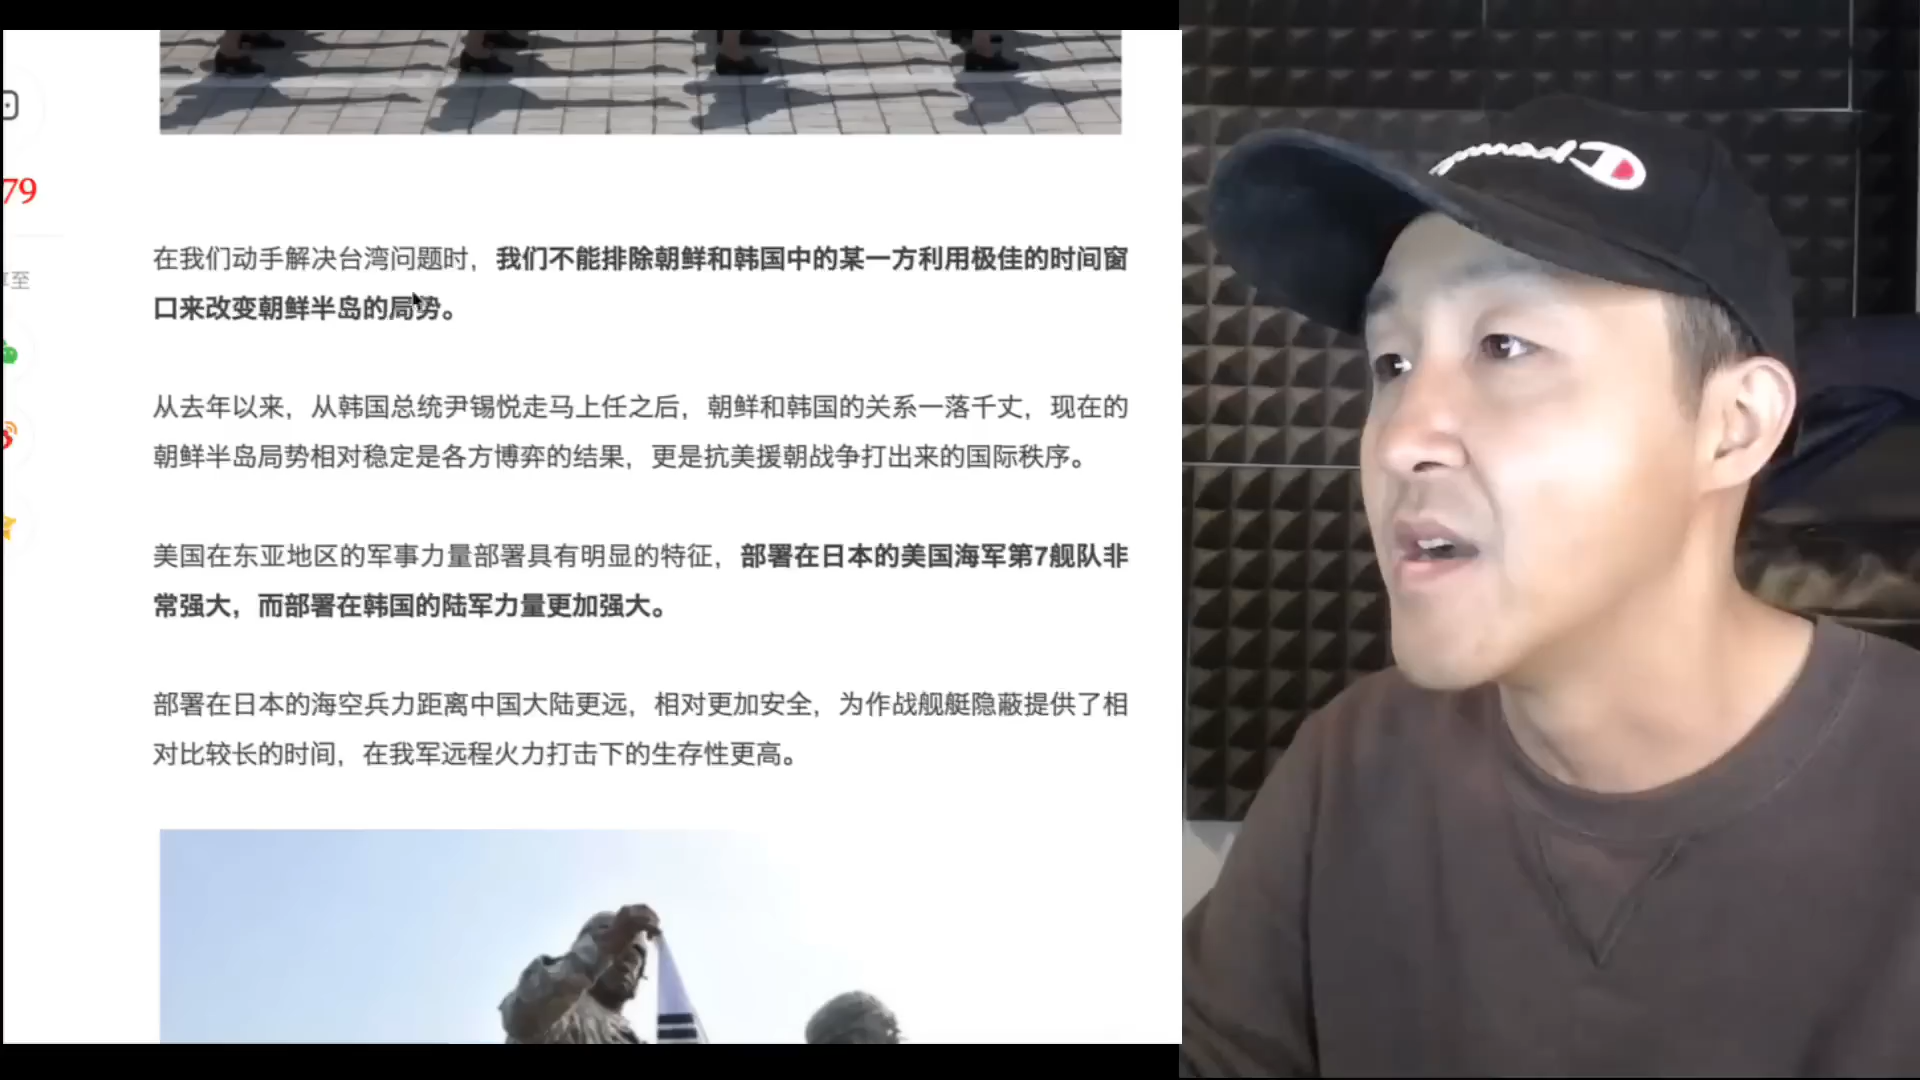 79
享至
在我们动手解决台湾问题时，我们不能排除朝鲜和韩国中的某一方利用极佳的时间窗
口来改变朝鲜半岛的局势。
从去年以来，从韩国总统尹锡悦走马上任之后，朝鲜和韩国的关系一落千丈，现在的
朝鲜半岛局势相对稳定是各方博弈的结果，更是抗美援朝战争打出来的国际秩序。
美国在东亚地区的军事力量部署具有明显的特征，部署在日本的美国海军第7舰队非
常强大，而部署在韩国的陆军力量更加强大。
部署在日本的海空兵力距离中国大陆更远，相对更加安全，为作战舰艇隐蔽提供了相
对比较长的时间，在我军远程火力打击下的生存性更高。